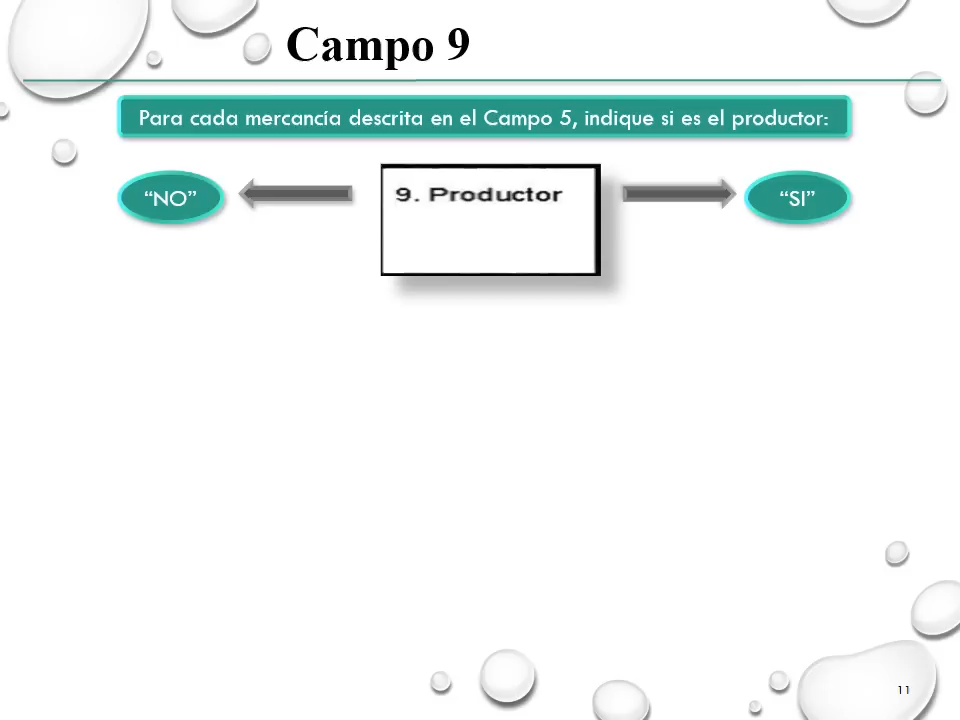 Campo 9
Para cada mercancía descrita en el Campo 5, indique si es el productor:
“NO”
9. Productor
“SI”
11